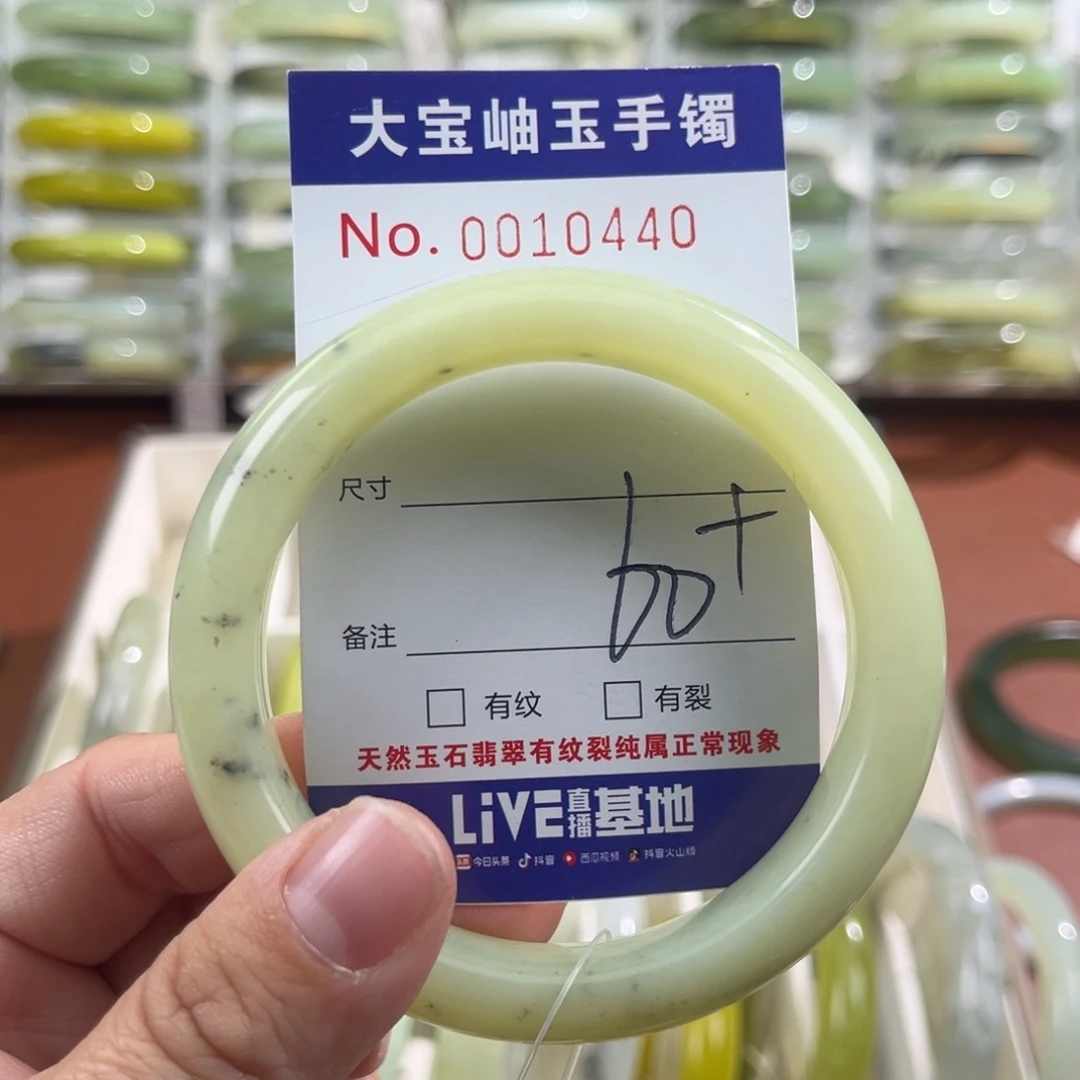 大宝岫玉手镯
No. 0010440
尺寸
60+
备注
有纹 有裂
天然玉石翡翠有纹裂纯属正常现象
LiVE直播基地
今日头条 抖音 西瓜视频 抖音火山版